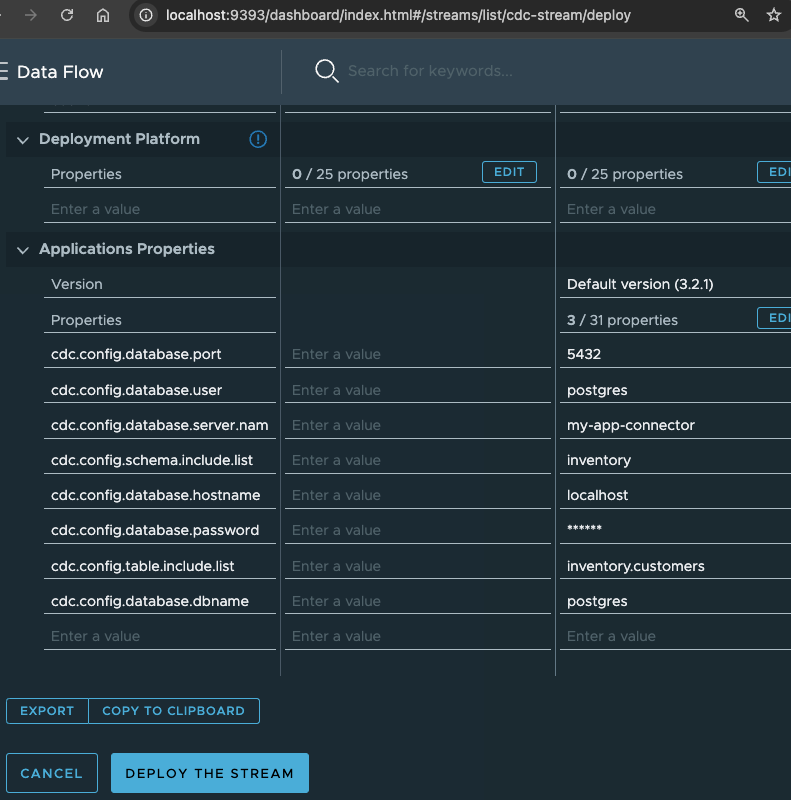 localhost:9393/dashboard/index.html#/streams/list/cdc-stream/deploy
Data Flow
Search for keywords...
Deployment Platform
Properties 0 / 25 properties EDIT 0 / 25 properties EDI
Enter a value Enter a value Enter a value
Applications Properties
Version Default version (3.2.1)
Properties 3 / 31 properties EDI
cdc.config.database.port Enter a value 5432
cdc.config.database.user Enter a value postgres
cdc.config.database.server.nam Enter a value my-app-connector
cdc.config.schema.include.list Enter a value inventory
cdc.config.database.hostname Enter a value localhost
cdc.config.database.password Enter a value ******
cdc.config.table.include.list Enter a value inventory.customers
cdc.config.database.dbname Enter a value postgres
Enter a value Enter a value Enter a value
EXPORT COPY TO CLIPBOARD
CANCEL DEPLOY THE STREAM